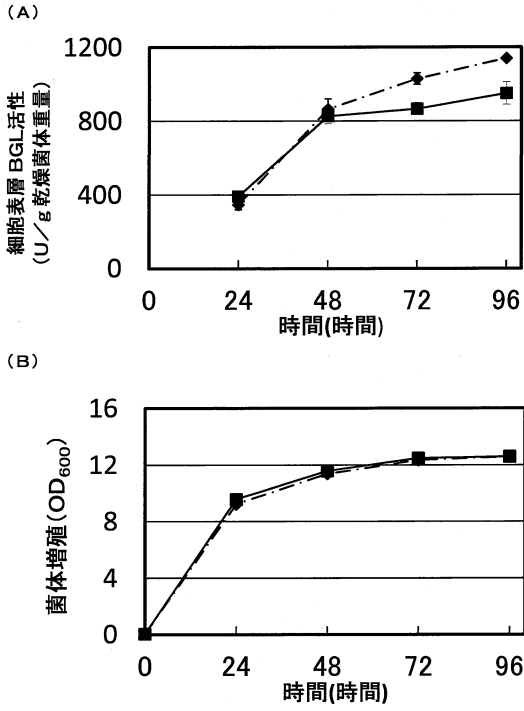 （A）
細胞表層 BGL活性
（U／g 乾燥菌体重量）
1200
800
400
0
0 24 48 72 96
時間(時間)
（B）
菌体増殖（OD600）
16
12
8
4
0
0 24 48 72 96
時間(時間)